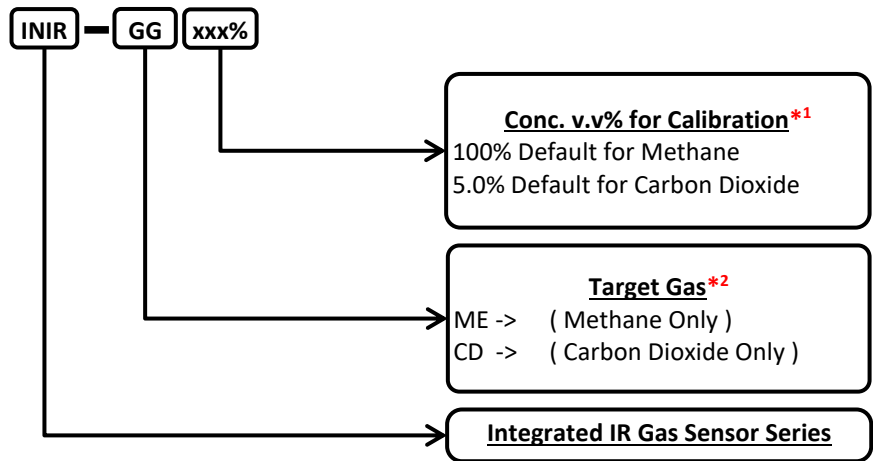 INIR - GG xxx%
Conc. v.v% for Calibration*1
100% Default for Methane
5.0% Default for Carbon Dioxide
Target Gas*2
ME -> ( Methane Only )
CD -> ( Carbon Dioxide Only )
Integrated IR Gas Sensor Series